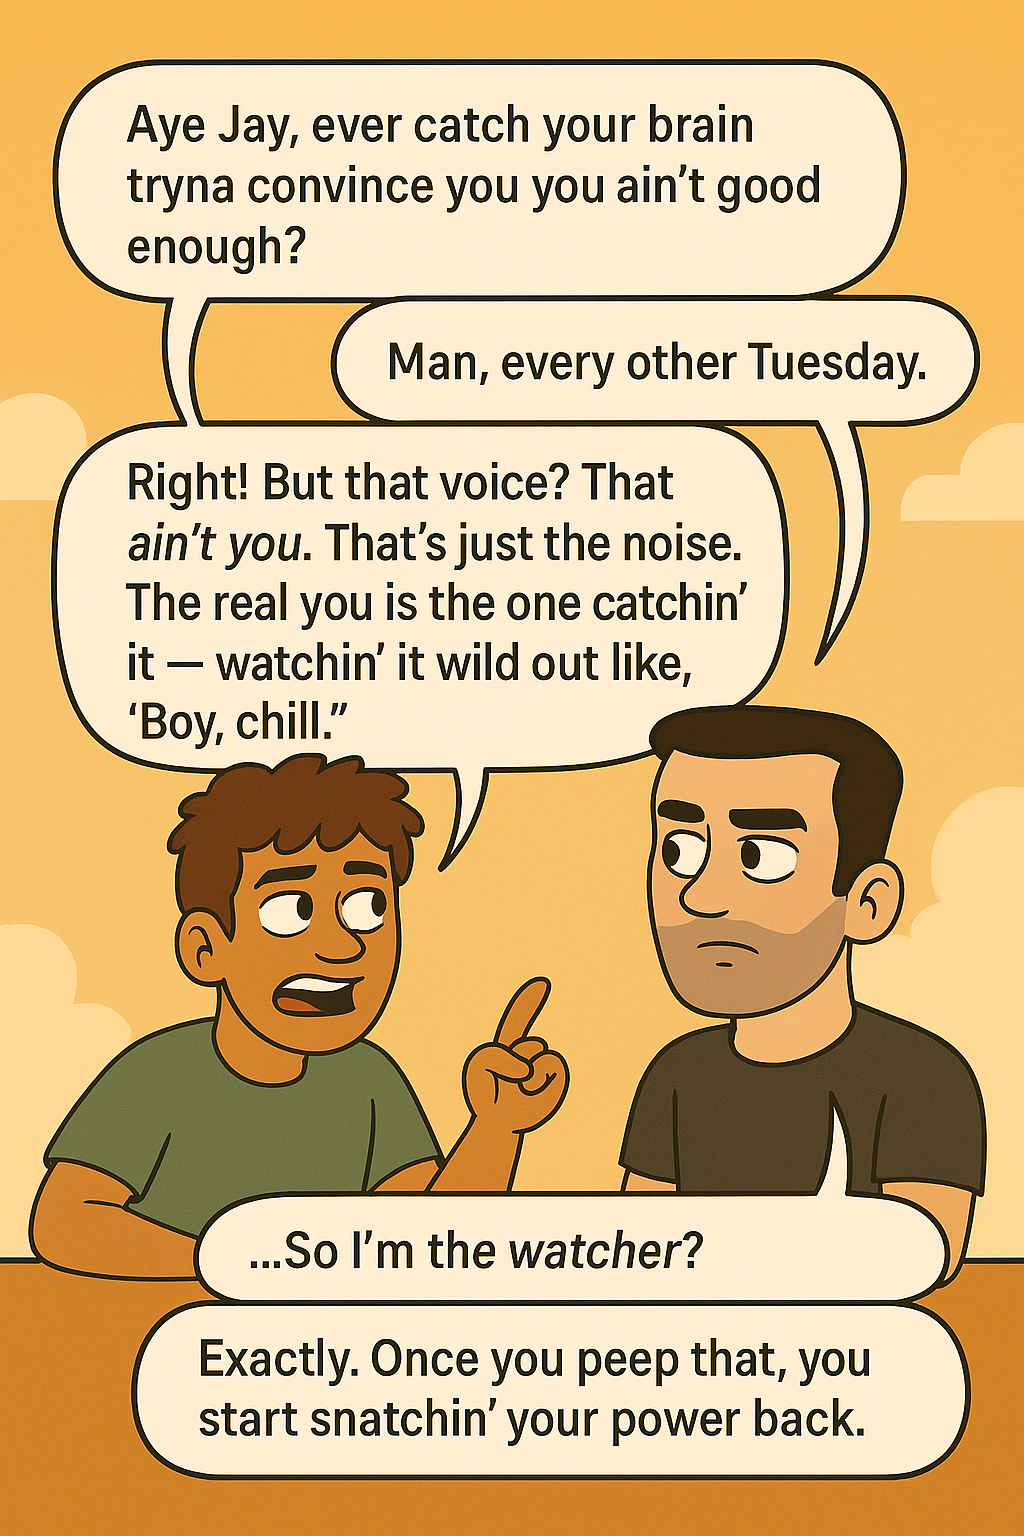 Aye Jay, ever catch your brain
tryna convince you you ain’t good
enough?
Man, every other Tuesday.
Right! But that voice? That
ain’t you. That’s just the noise.
The real you is the one catchin’
it — watchin’ it wild out like,
‘Boy, chill.”
...So I’m the watcher?
Exactly. Once you peep that, you
start snatchin’ your power back.